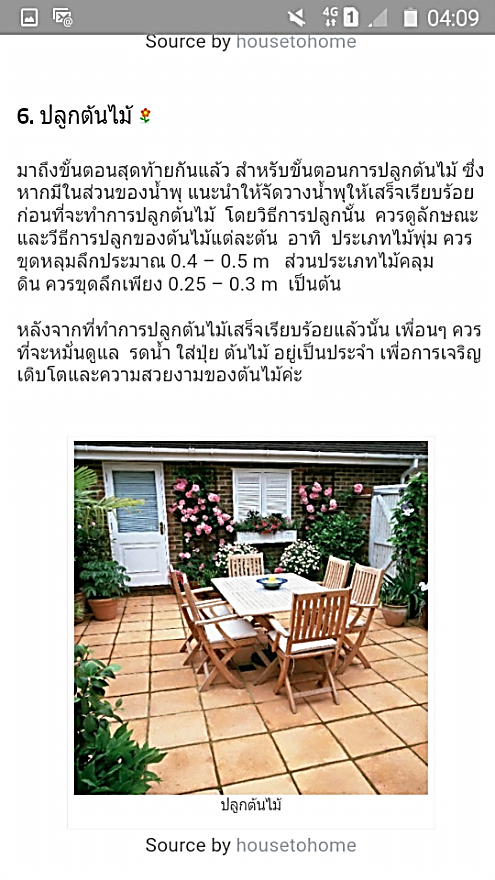 4G 1 04:09
Source by housetohome
6. ปลูกต้นไม้
มาถึงขั้นตอนสุดท้ายกันแล้ว สำหรับขั้นตอนการปลูกต้นไม้ ซึ่ง
หากมีในส่วนของน้ำพุ แนะนำให้จัดวางน้ำพุให้เสร็จเรียบร้อย
ก่อนที่จะทำการปลูกต้นไม้ โดยวิธีการปลูกนั้น ควรดูลักษณะ
และวีธีการปลูกของต้นไม้แต่ละต้น อาทิ ประเภทไม้พุ่ม ควร
ขุดหลุมลึกประมาณ 0.4 – 0.5 m ส่วนประเภทไม้คลุม
ดิน ควรขุดลึกเพียง 0.25 – 0.3 m เป็นต้น
หลังจากที่ทำการปลูกต้นไม้เสร็จเรียบร้อยแล้วนั้น เพื่อนๆ ควร
ที่จะหมั่นดูแล รดน้ำ ใส่ปุ๋ย ต้นไม้ อยู่เป็นประจำ เพื่อการเจริญ
เติบโตและความสวยงามของต้นไม้ค่ะ
ปลูกต้นไม้
Source by housetohome